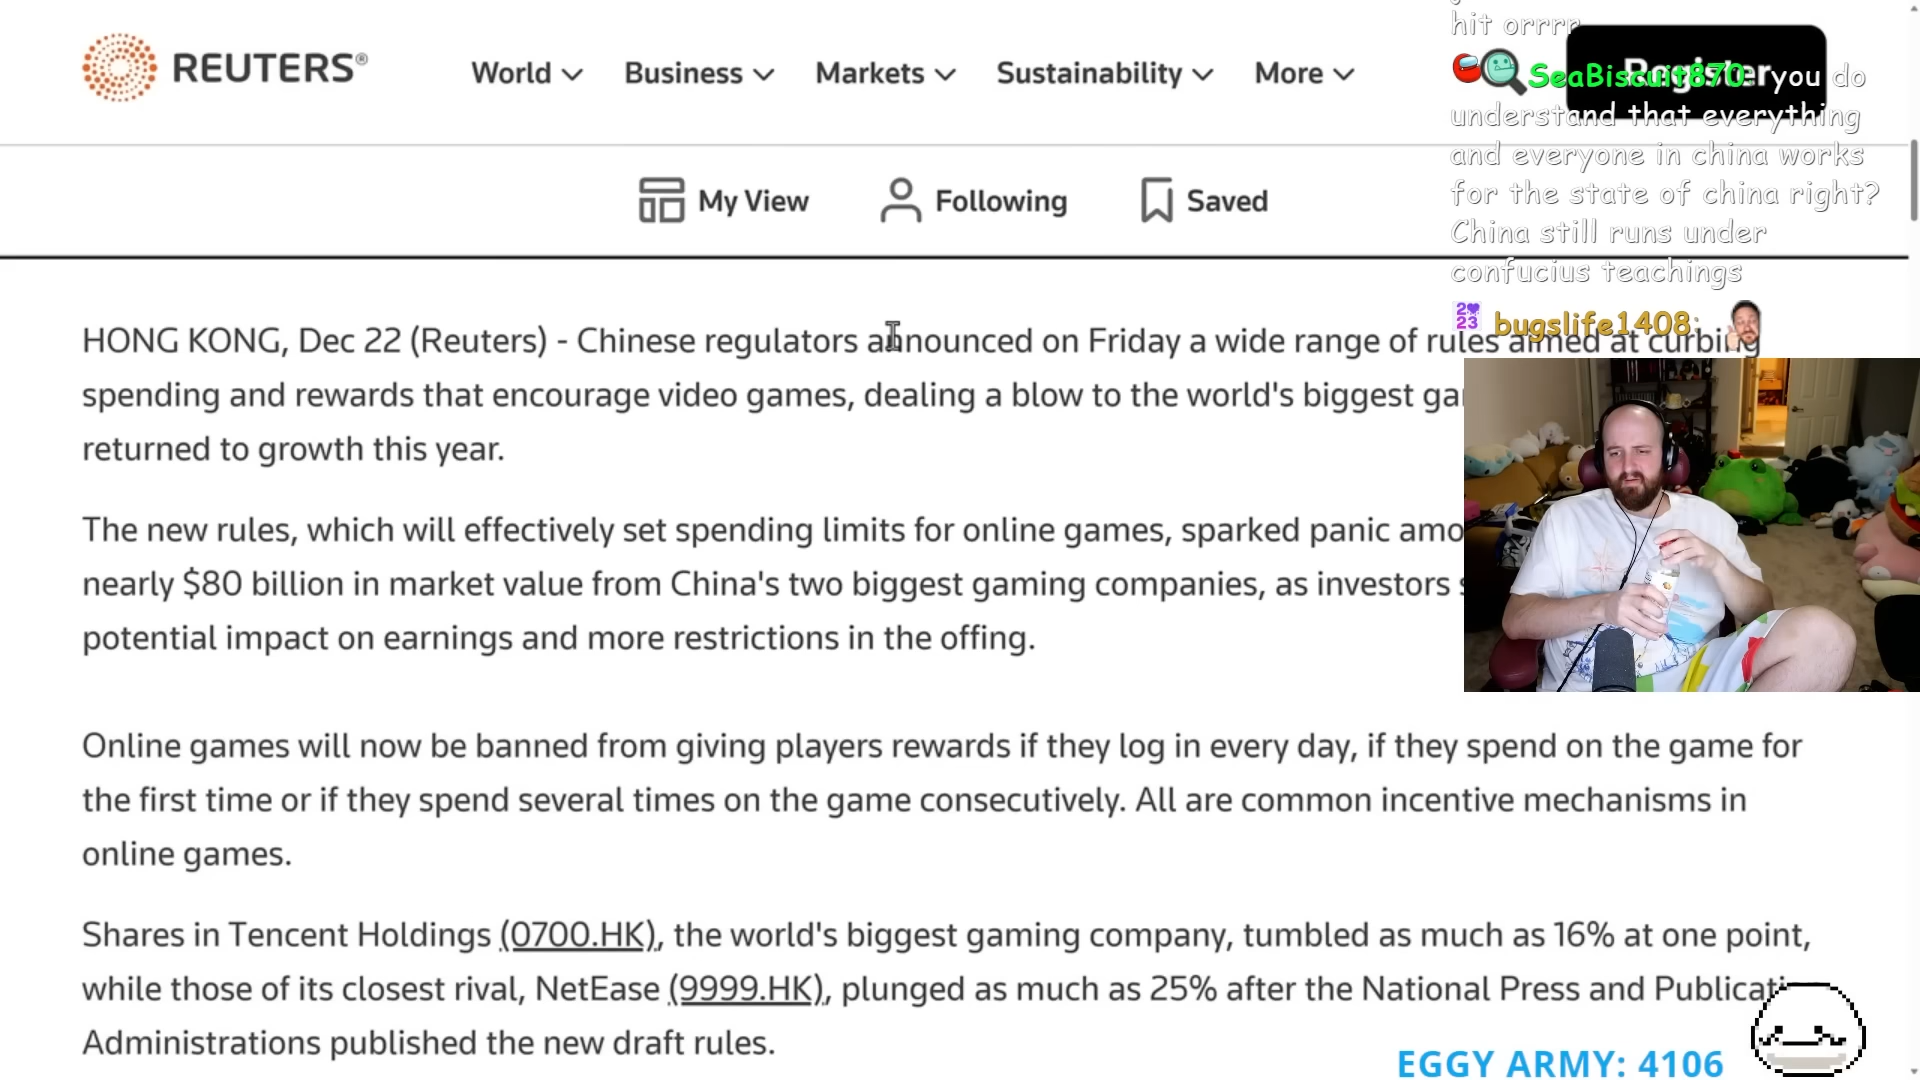 hit orrrr
REUTERS®
World
Business
Markets
Sustainability
More
Register
SeaBiscuit870: you do
understand that everything
and everyone in china works
for the state of china right?
China still runs under
confucius teachings
My View
Following
Saved
2
23
bugslife1408:
HONG KONG, Dec 22 (Reuters) - Chinese regulators announced on Friday a wide range of rules aimed at curbing
spending and rewards that encourage video games, dealing a blow to the world's biggest ga
returned to growth this year.
The new rules, which will effectively set spending limits for online games, sparked panic amo
nearly $80 billion in market value from China's two biggest gaming companies, as investors s
potential impact on earnings and more restrictions in the offing.
Online games will now be banned from giving players rewards if they log in every day, if they spend on the game for
the first time or if they spend several times on the game consecutively. All are common incentive mechanisms in
online games.
Shares in Tencent Holdings (0700.HK), the world's biggest gaming company, tumbled as much as 16% at one point,
while those of its closest rival, NetEase (9999.HK), plunged as much as 25% after the National Press and Publicati
Administrations published the new draft rules.
EGGY ARMY: 4106